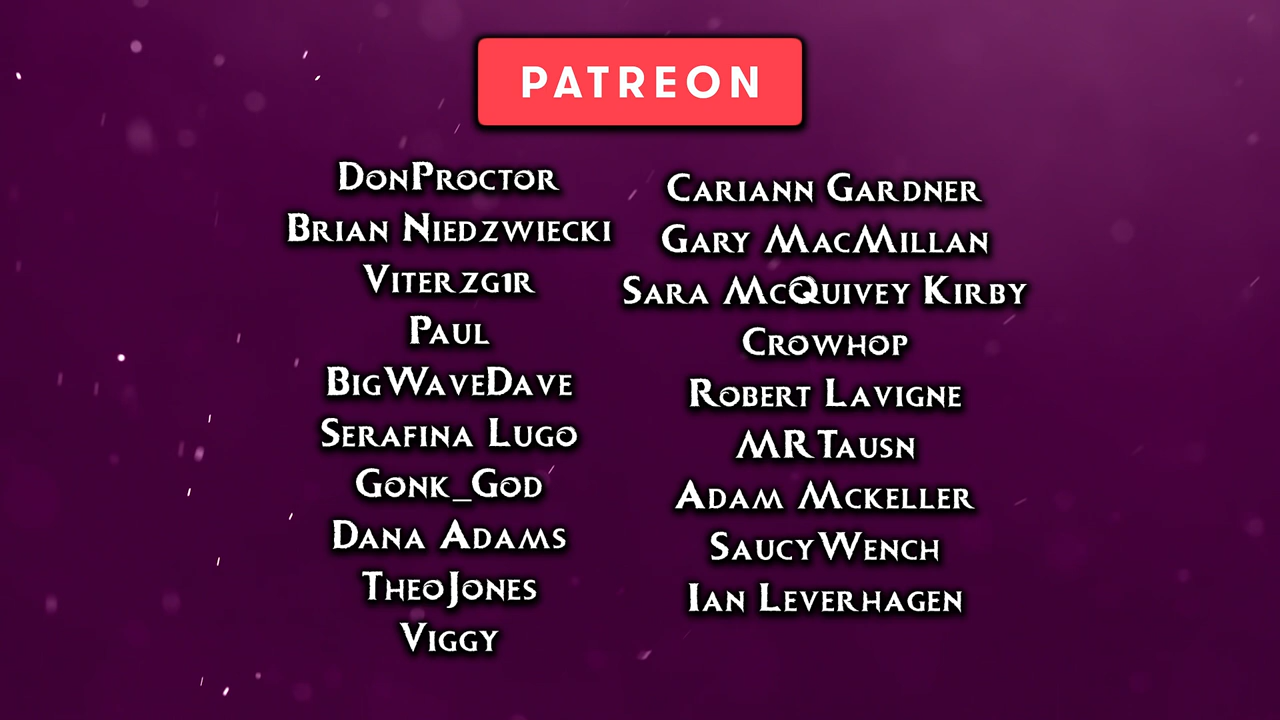 PATREON
DonProctor
Brian Niedzwiecki
Viterzg1r
Paul
BigWaveDave
Serafina Lugo
Gonk_God
Dana Adams
TheoJones
Viggy
Cariann Gardner
Gary MacMillan
Sara McQuivey Kirby
Crowhop
Robert Lavigne
MRTausn
Adam Mckeller
SaucyWench
Ian Leverhagen